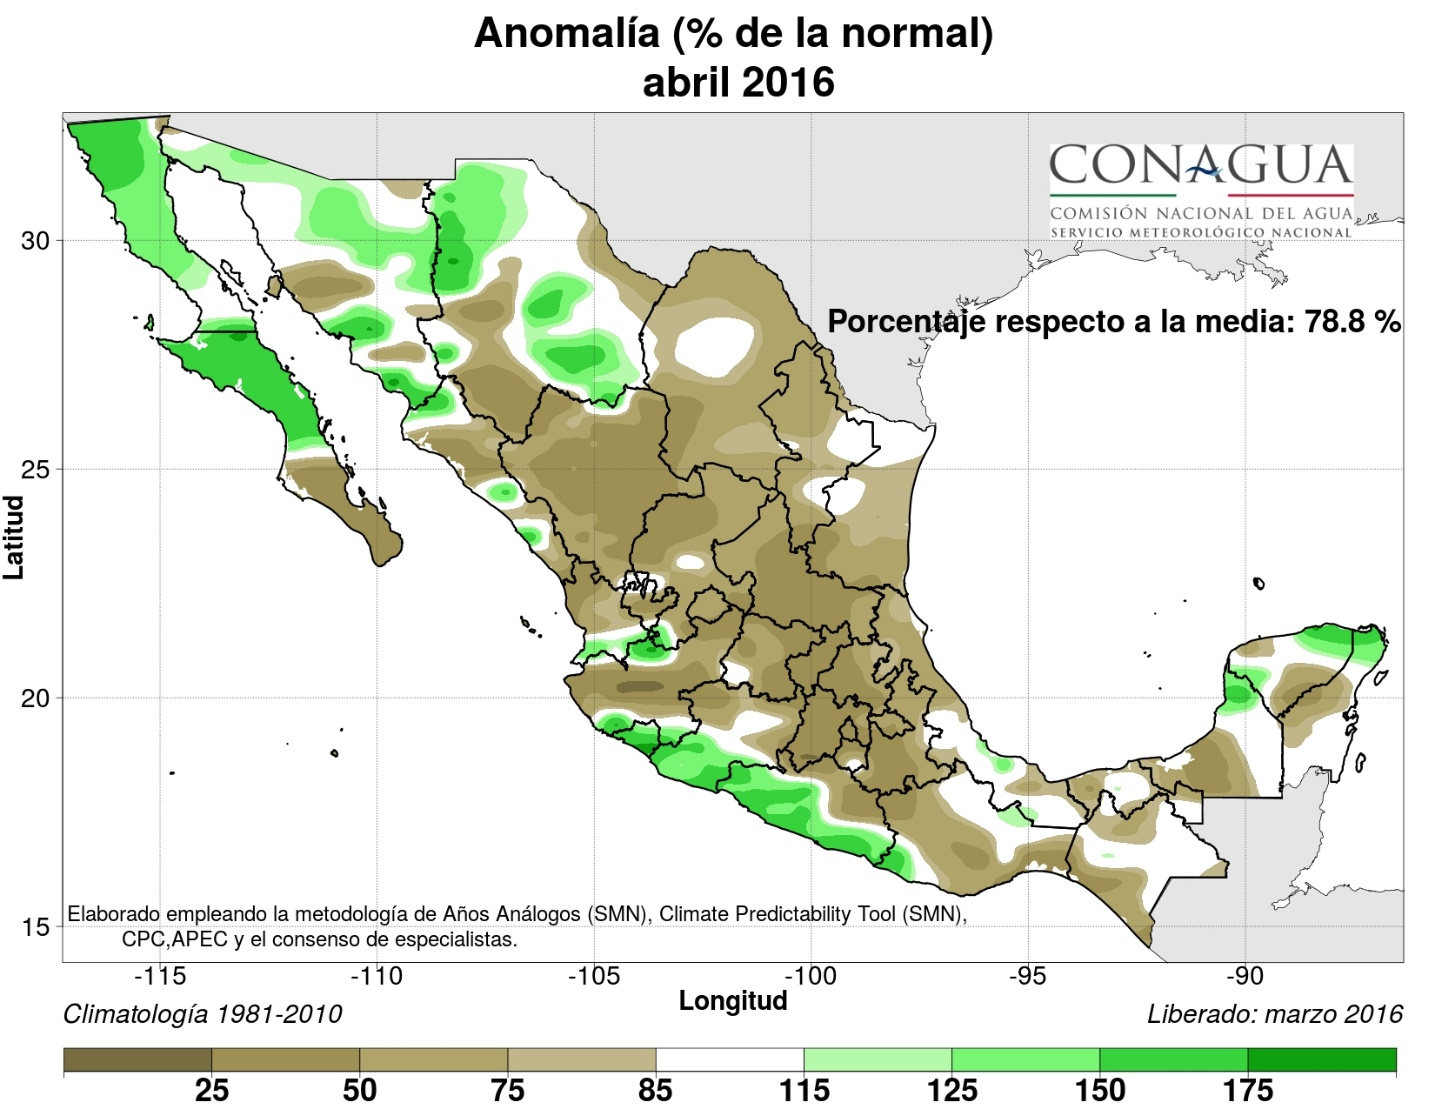 Anomalía (% de la normal)
abril 2016
CONAGUA
COMISIÓN NACIONAL DEL AGUA
SERVICIO METEOROLÓGICO NACIONAL
Porcentaje respecto a la media: 78.8 %
30
25
20
15
Latitud
Elaborado empleando la metodología de Años Análogos (SMN), Climate Predictability Tool (SMN),
CPC,APEC y el consenso de especialistas.
-115 -110 -105 -100 -95 -90
Longitud
Climatología 1981-2010
Liberado: marzo 2016
25 50 75 85 115 125 150 175